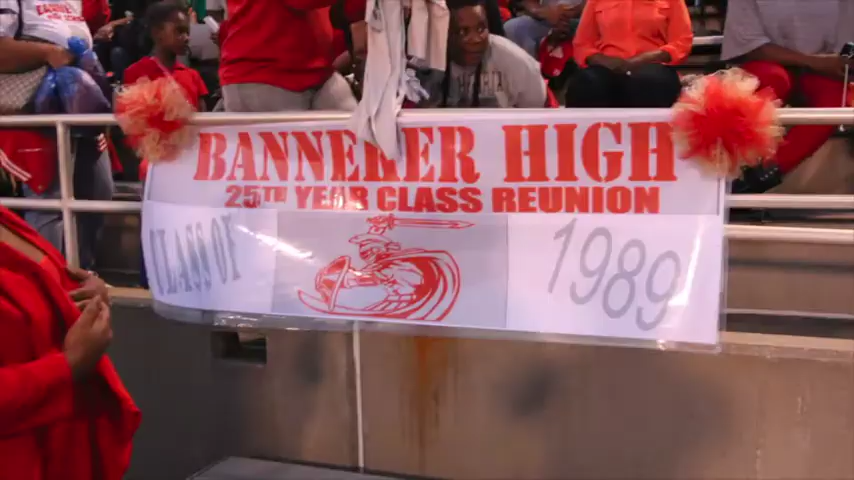 BANNEKER HIGH
25TH YEAR CLASS REUNION
CLASS OF 1989